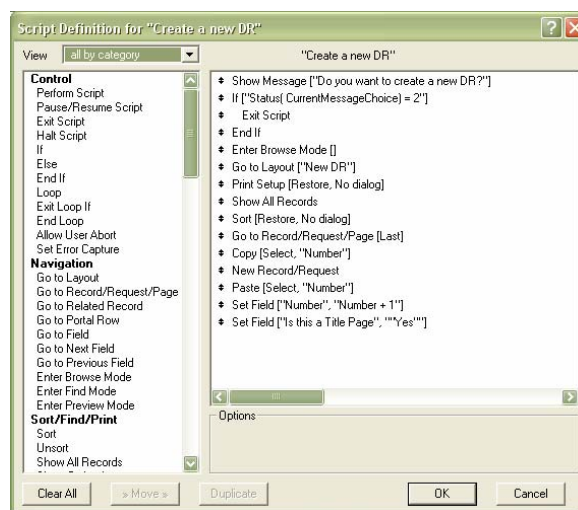 Script Definition for "Create a new DR"
View all by category "Create a new DR"
Control
Perform Script
Pause/Resume Script
Exit Script
Halt Script
If
Else
End If
Loop
Exit Loop If
End Loop
Allow User Abort
Set Error Capture
Navigation
Go to Layout
Go to Record/Request/Page
Go to Related Record
Go to Portal Row
Go to Field
Go to Next Field
Go to Previous Field
Enter Browse Mode
Enter Find Mode
Enter Preview Mode
Sort/Find/Print
Sort
Unsort
Show All Records
Show Message ["Do you want to create a new DR?"]
If ["Status( CurrentMessageChoice) = 2"]
Exit Script
End If
Enter Browse Mode []
Go to Layout ["New DR"]
Print Setup [Restore, No dialog]
Show All Records
Sort [Restore, No dialog]
Go to Record/Request/Page [Last]
Copy [Select, "Number"]
New Record/Request
Paste [Select, "Number"]
Set Field ["Number", "Number + 1"]
Set Field ["Is this a Title Page", ""Yes""]
Options
Clear All » Move » Duplicate OK Cancel